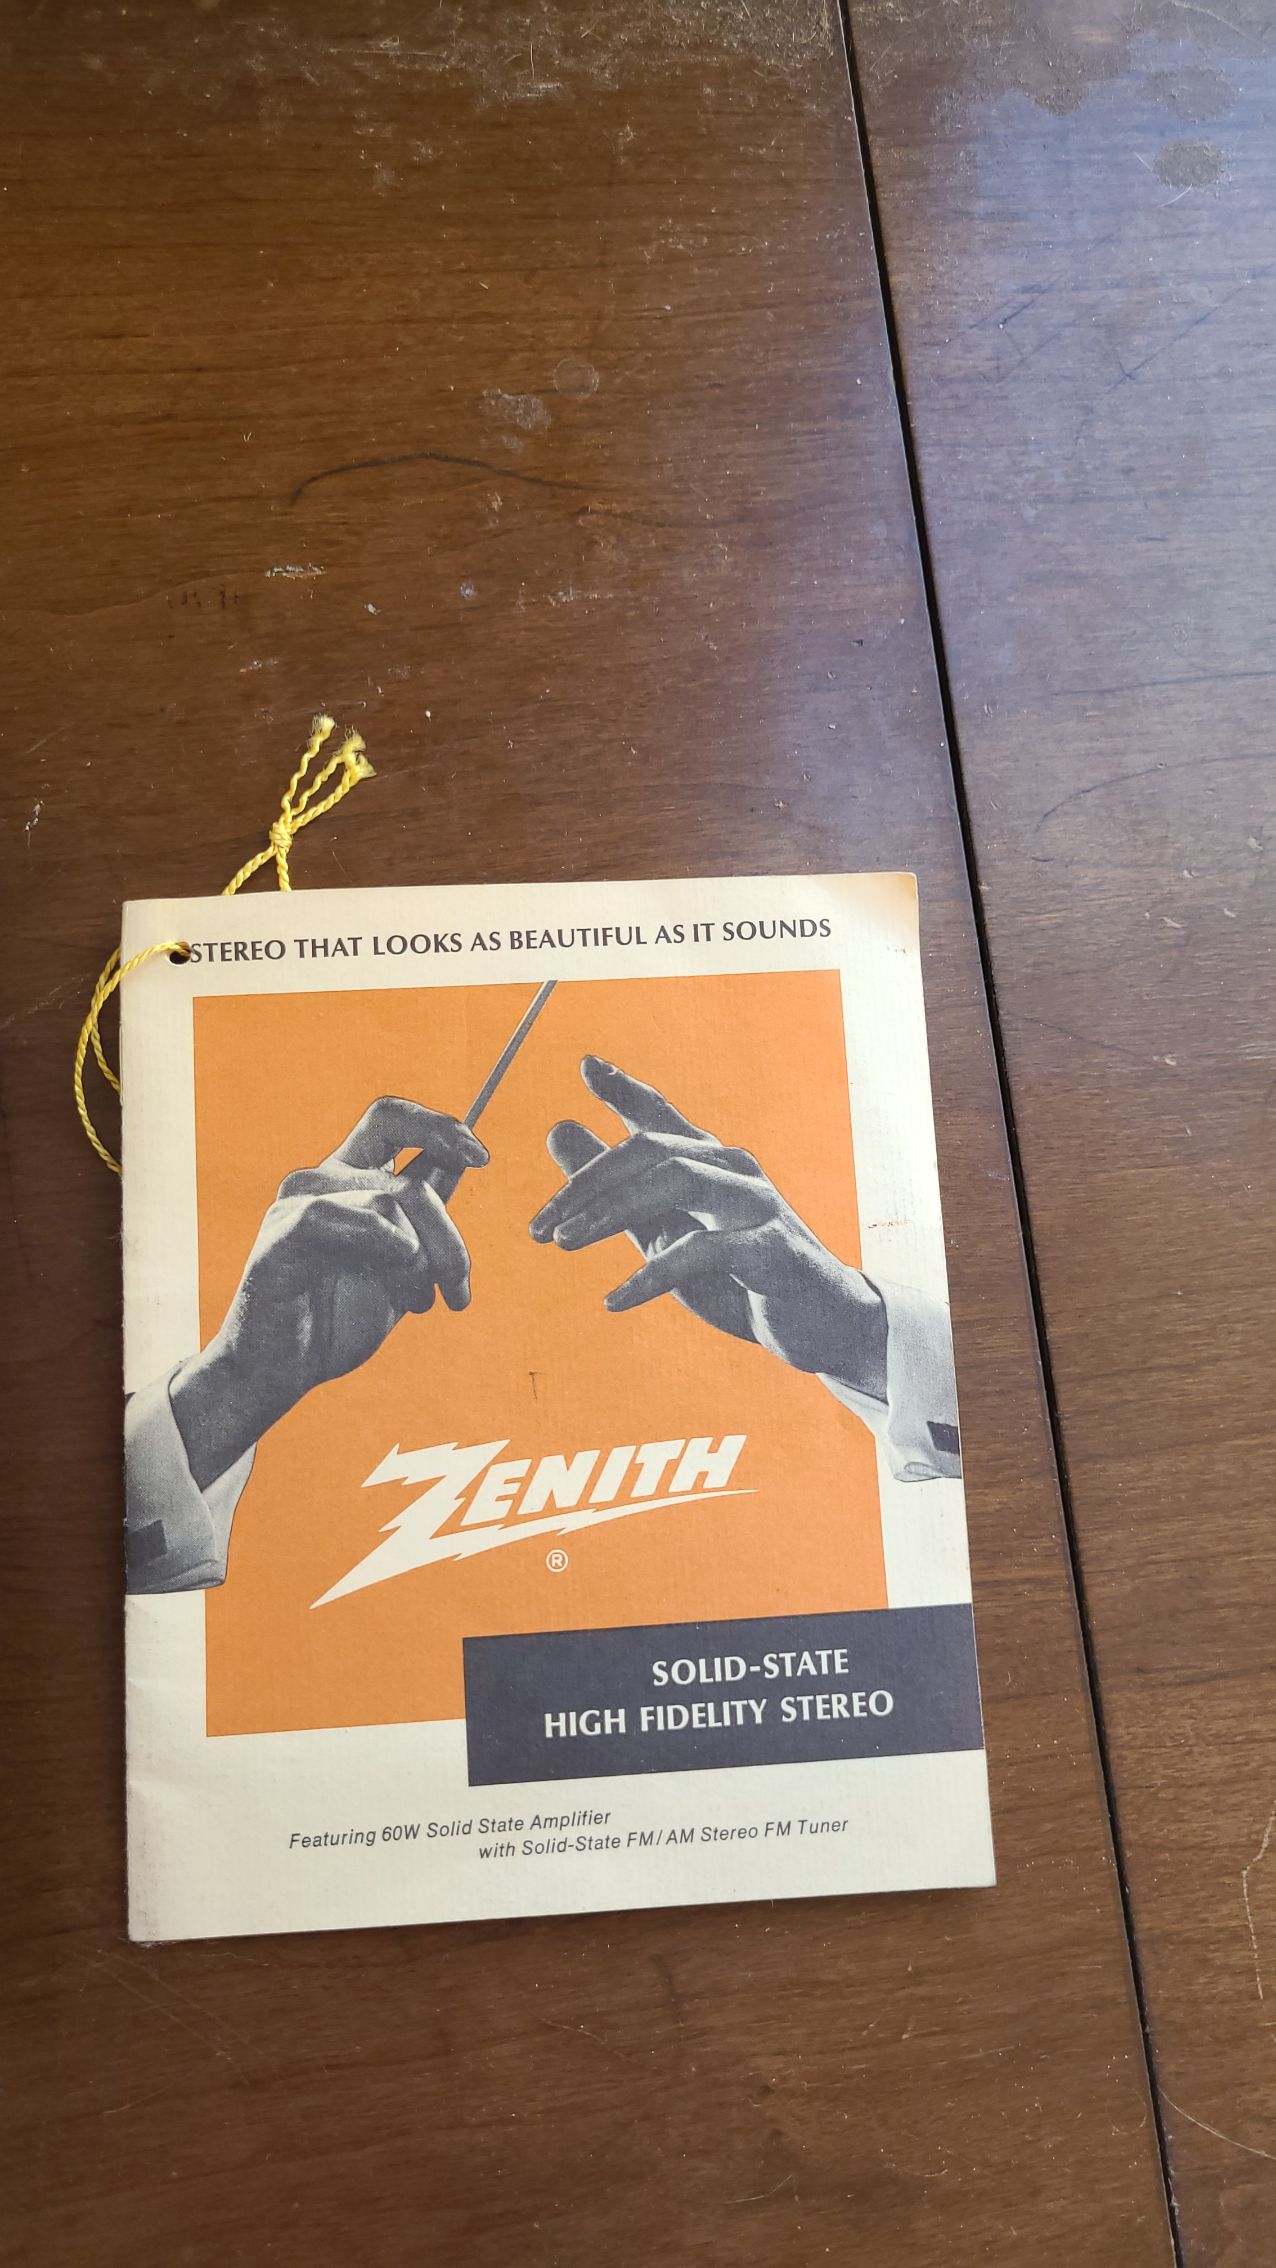 STEREO THAT LOOKS AS BEAUTIFUL AS IT SOUNDS
ZENITH
®
SOLID-STATE
HIGH FIDELITY STEREO
Featuring 60W Solid State Amplifier
with Solid-State FM/AM Stereo FM Tuner